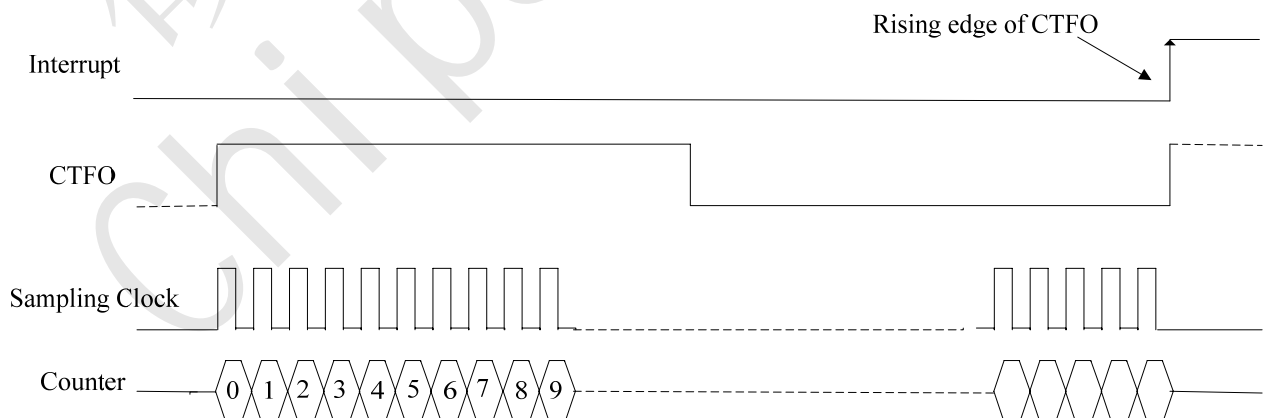 Rising edge of CTFO
Interrupt
CTFO
Sampling Clock
Counter
0 1 2 3 4 5 6 7 8 9